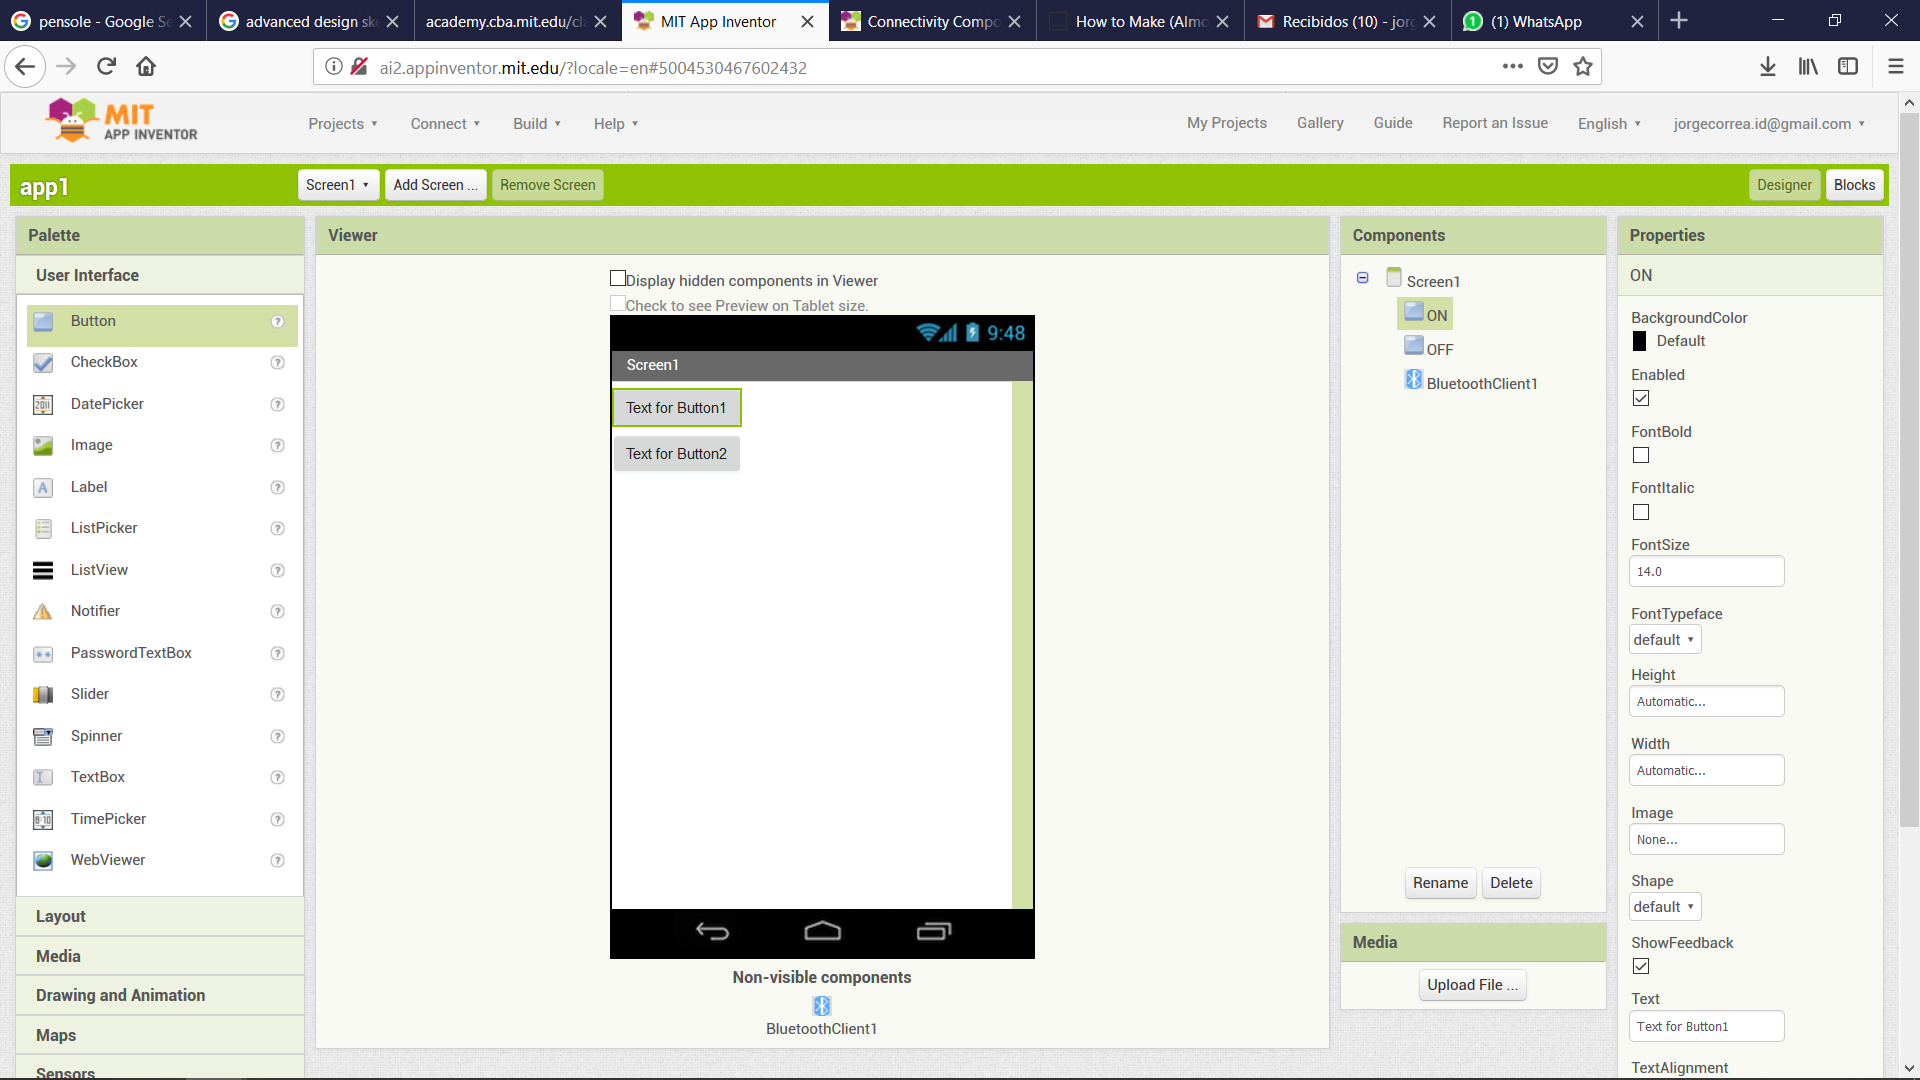 pensole - Google Se
advanced design ske
academy.cba.mit.edu/cla
MIT App Inventor
Connectivity Compo
How to Make (Almo
Recibidos (10) - jorg
(1) WhatsApp
ai2.appinventor.mit.edu/?locale=en#5004530467602432
MIT
APP INVENTOR
Projects
Connect
Build
Help
My Projects
Gallery
Guide
Report an Issue
English
jorgecorrea.id@gmail.com
app1
Screen1
Add Screen ...
Remove Screen
Designer
Blocks
Palette
User Interface
Button
CheckBox
DatePicker
Image
Label
ListPicker
ListView
Notifier
PasswordTextBox
Slider
Spinner
TextBox
TimePicker
WebViewer
Layout
Media
Drawing and Animation
Maps
Sensors
Viewer
Display hidden components in Viewer
Check to see Preview on Tablet size.
9:48
Screen1
Text for Button1
Text for Button2
Non-visible components
BluetoothClient1
Components
Screen1
ON
OFF
BluetoothClient1
Rename
Delete
Media
Upload File ...
Properties
ON
BackgroundColor
Default
Enabled
FontBold
FontItalic
FontSize
14.0
FontTypeface
default
Height
Automatic...
Width
Automatic...
Image
None...
Shape
default
ShowFeedback
Text
Text for Button1
TextAlignment